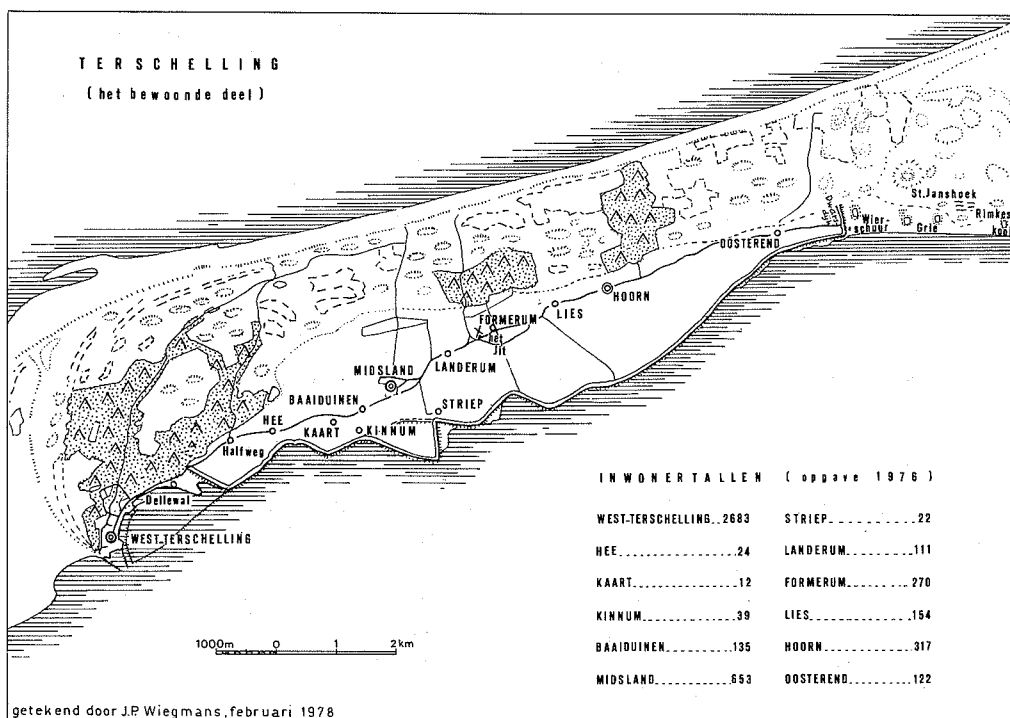 TERSCHELLING
(het bewoonde deel)
St.Janshoek
Wier-
schuur
Grië
Rimkes
kooi
OOSTEREND
HOORN
LIES
FORMERUM
het
Jit
LANDERUM
MIDSLAND
STRIEP
BAAIDUINEN
KAART
KINNUM
HEE
Halfweg
Dellewal
WEST-TERSCHELLING
1000m 0 1 2km
INWONERTALLEN (opgave 1976)
WEST-TERSCHELLING..2683 STRIEP.........22
HEE..............24 LANDERUM........111
KAART.............12 FORMERUM........270
KINNUM............39 LIES............154
BAAIDUINEN........135 HOORN...........317
MIDSLAND..........653 OOSTEREND.......122
getekend door J.P. Wiegmans, februari 1978